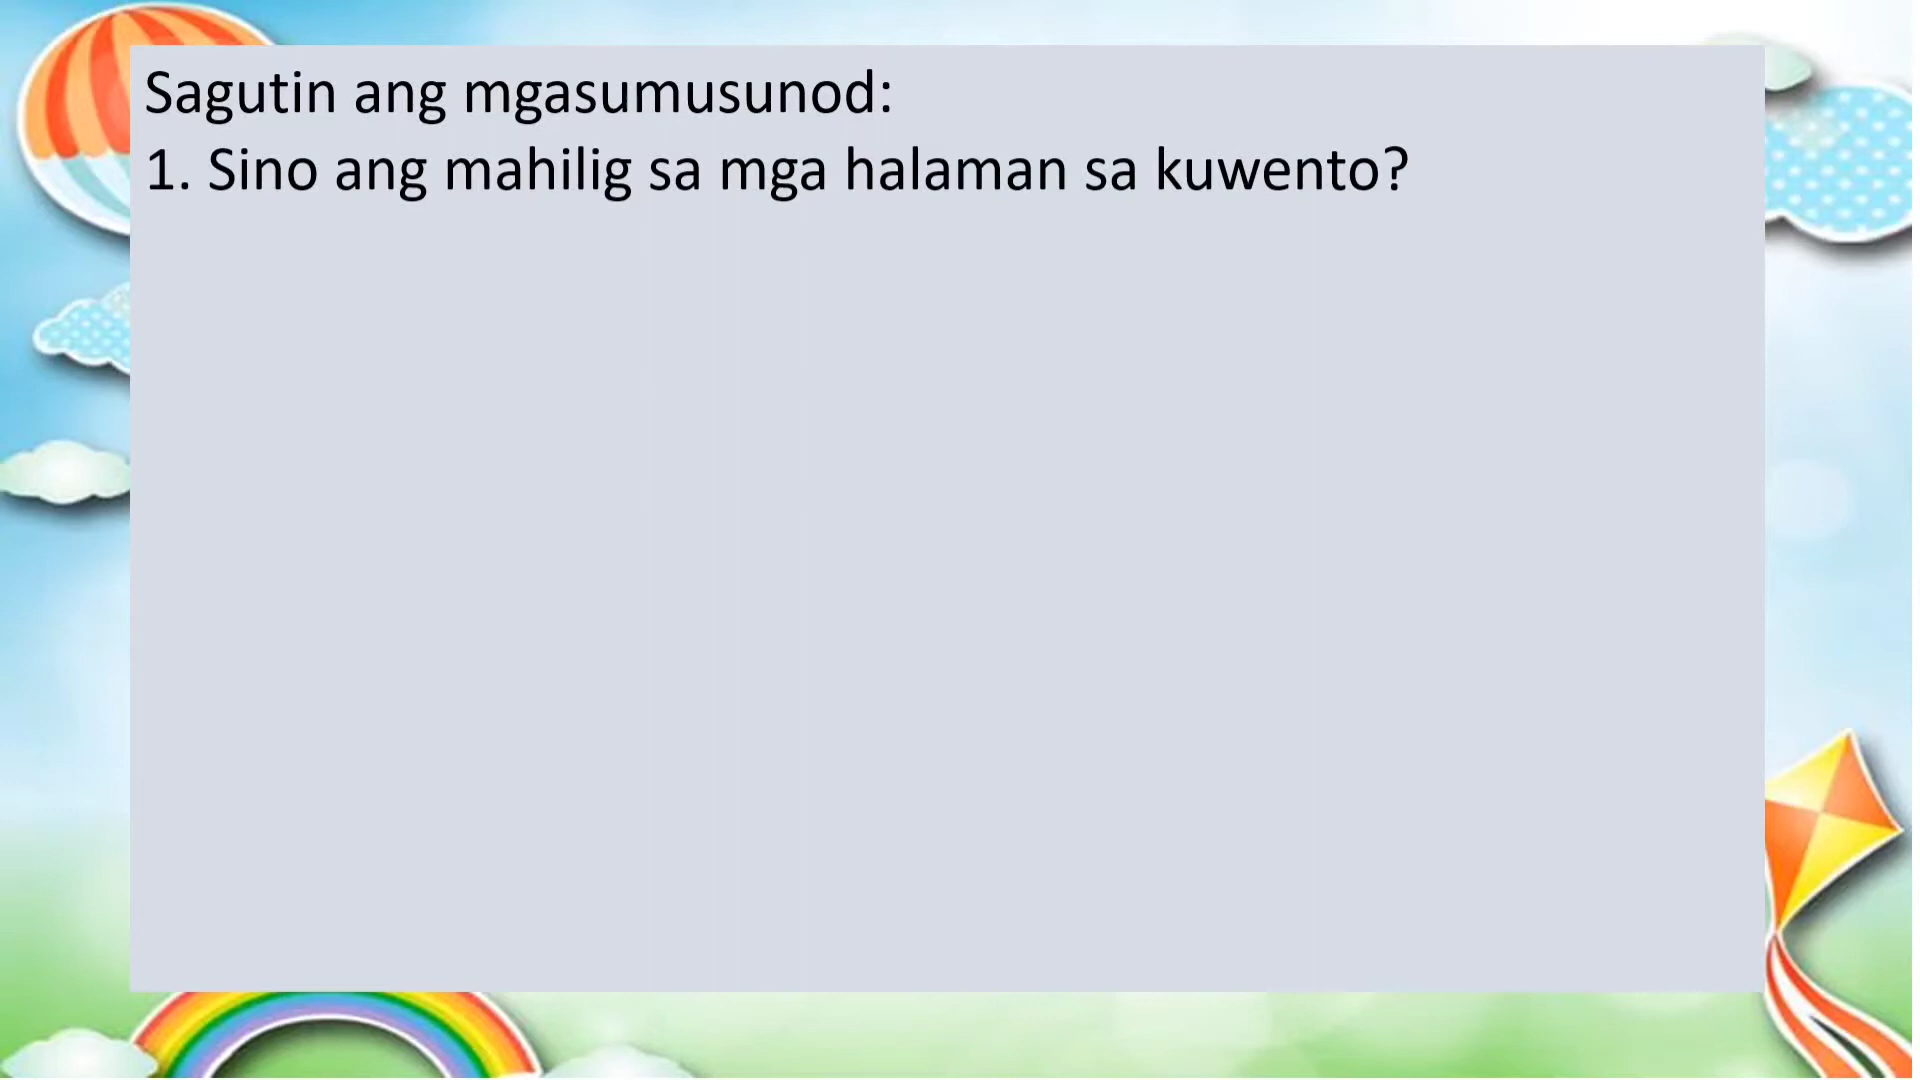 Sagutin ang mgasumusunod:
1. Sino ang mahilig sa mga halaman sa kuwento?